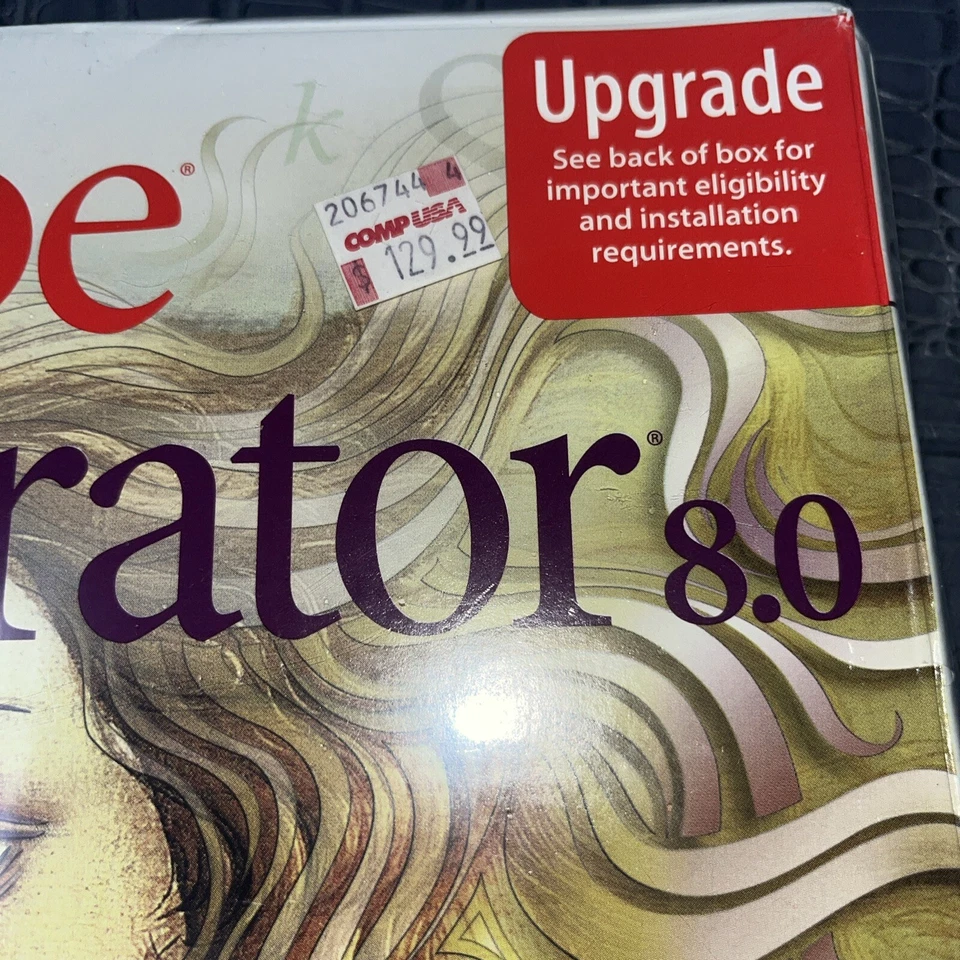 Upgrade
See back of box for
important eligibility
and installation
requirements.
k
be®
206744 4
COMPUSA
$ 129.22
rator® 8.0